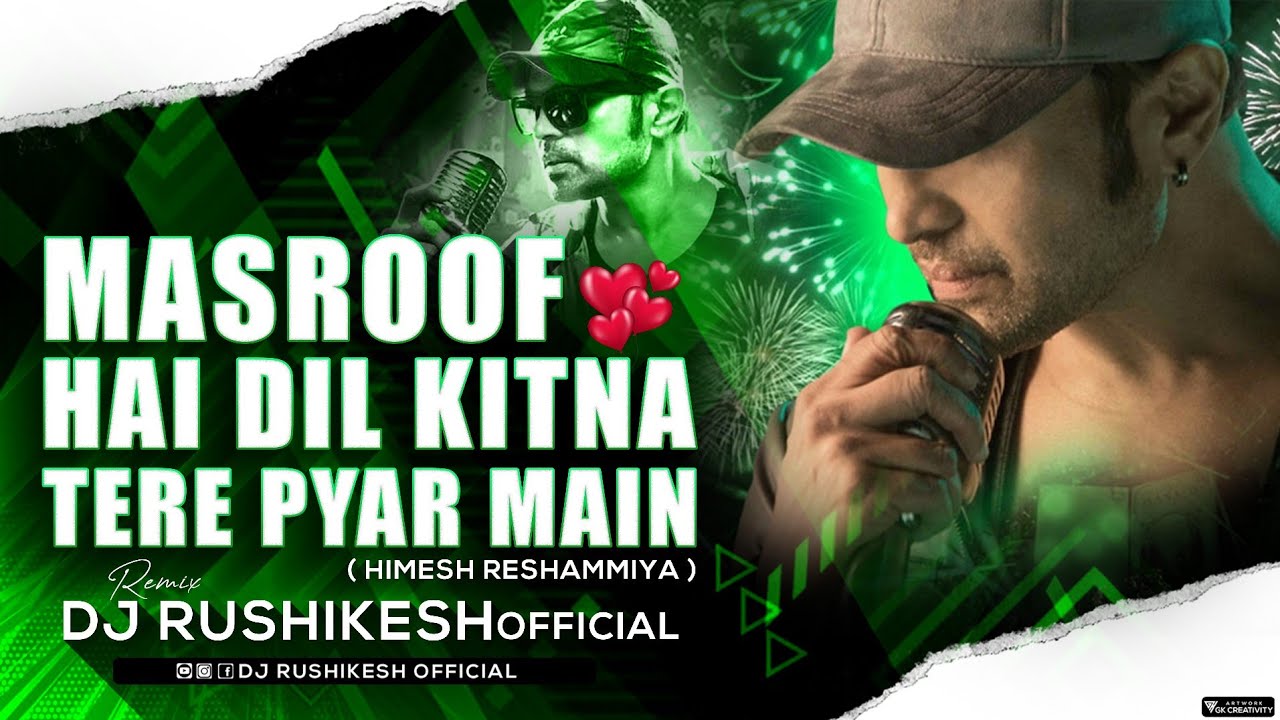 MASROOF
HAI DIL KITNA
TERE PYAR MAIN
( HIMESH RESHAMMIYA )
Remix
DJ RUSHIKESH OFFICIAL
DJ RUSHIKESH OFFICIAL
ARTWORK
GK CREATIVITY